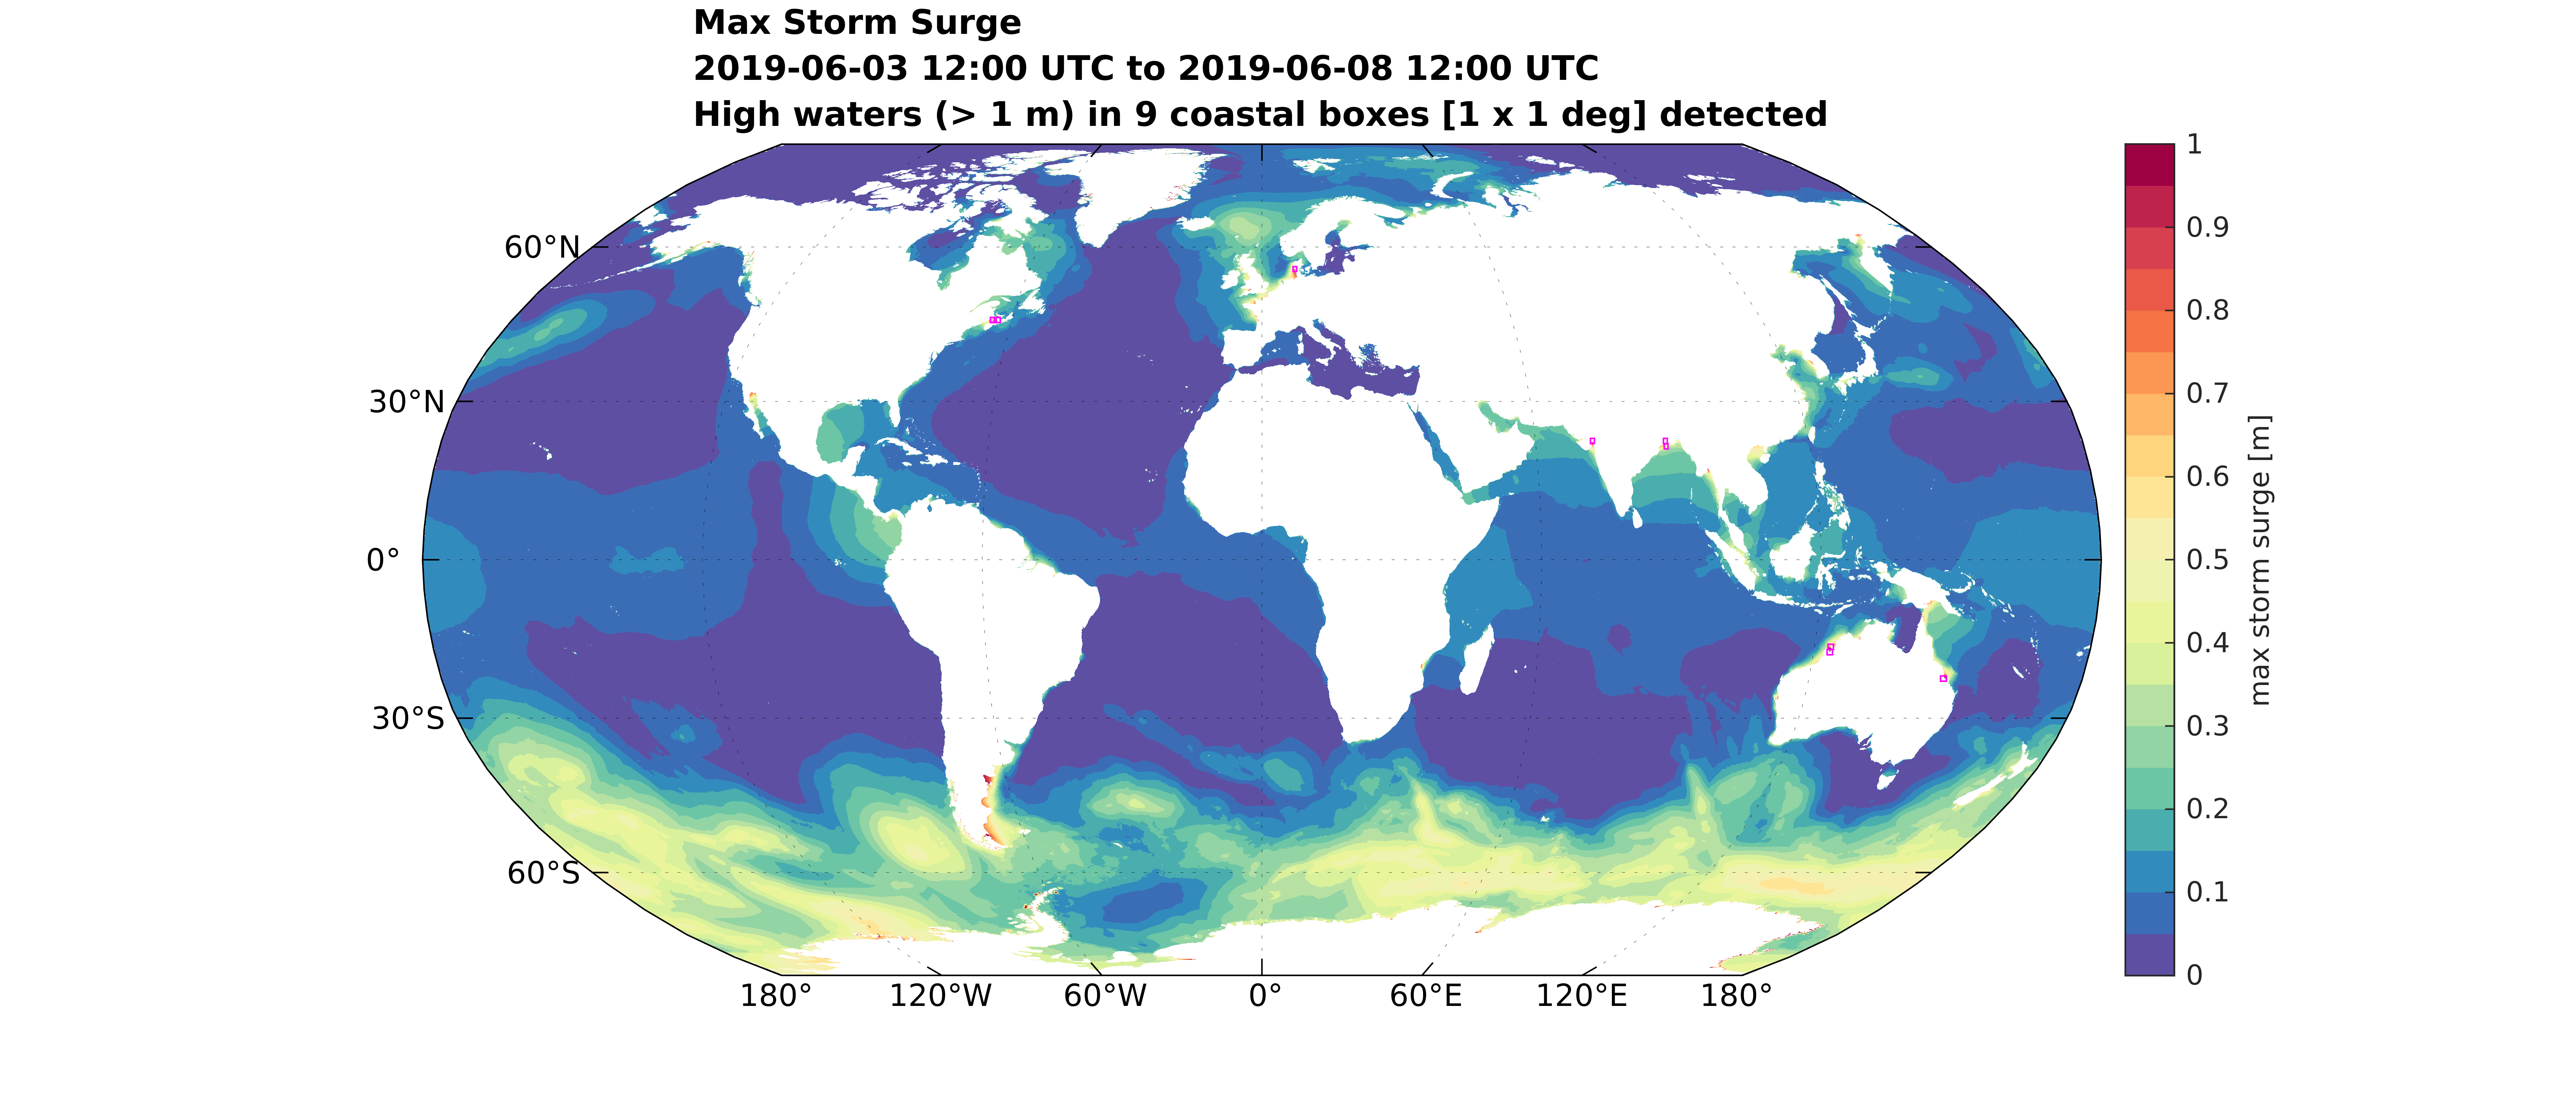 Max Storm Surge
2019-06-03 12:00 UTC to 2019-06-08 12:00 UTC
High waters (> 1 m) in 9 coastal boxes [1 x 1 deg] detected
60°N
30°N
0°
30°S
60°S
180°
120°W
60°W
0°
60°E
120°E
180°
1
0.9
0.8
0.7
0.6
0.5
0.4
0.3
0.2
0.1
0
max storm surge [m]